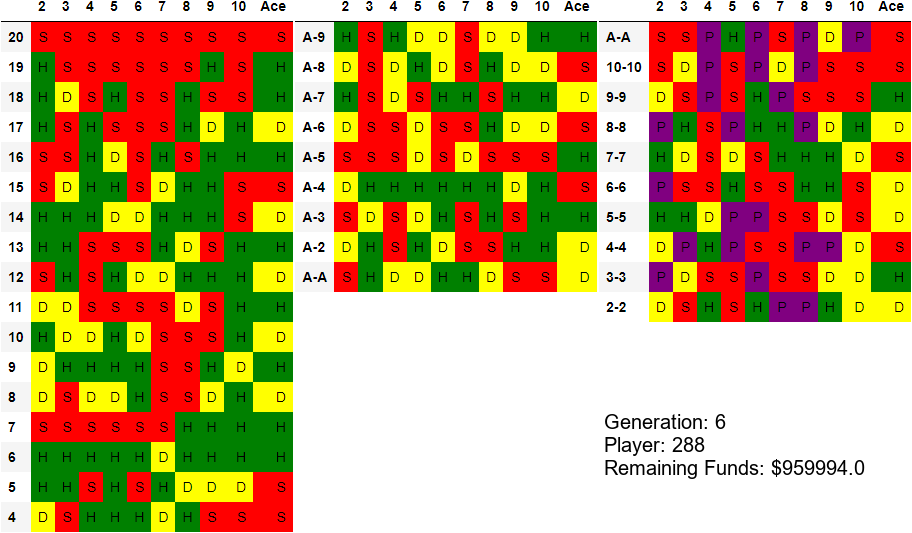 2 3 4 5 6 7 8 9 10 Ace
20 S S S S S S S S S S
19 H S S S S S S H S H
18 H D S H S S H S S H
17 H S H S S S H D H D
16 S S H D S H S H H H
15 S D H H S D H H S S
14 H H H D D H H H S D
13 H H S S S H D S H H
12 S H S H D D H H H D
11 D D S S S S D S H H
10 H D D H D S S S H D
9 D H H H H S S H D H
8 D S D D H S S D H D
7 S S S S S S H H H H
6 H H H H H D H H H H
5 H H S H S H D D D S
4 D S H H H D H S S S
2 3 4 5 6 7 8 9 10 Ace
A-9 H S H D D S D D H H
A-8 D S D H D S H D D S
A-7 H S D S H H S H H D
A-6 D S S D S S H D D S
A-5 S S S D S D S S S H
A-4 D H H H H H H D H S
A-3 S D S D H S H S H H
A-2 D H S H D S S H H D
A-A S H D D H H D S S D
2 3 4 5 6 7 8 9 10 Ace
A-A S S P H P S P D P S
10-10 S D P S P D P S S S
9-9 D S P S H P S S S H
8-8 P H S P H H P D H D
7-7 H D S D S H H H D S
6-6 P S S H S S H H S D
5-5 H H D P P S S D S D
4-4 D P H P S S P P D S
3-3 P D S S P S S D D H
2-2 D S H S H P P H D D
Generation: 6
Player: 288
Remaining Funds: $959994.0